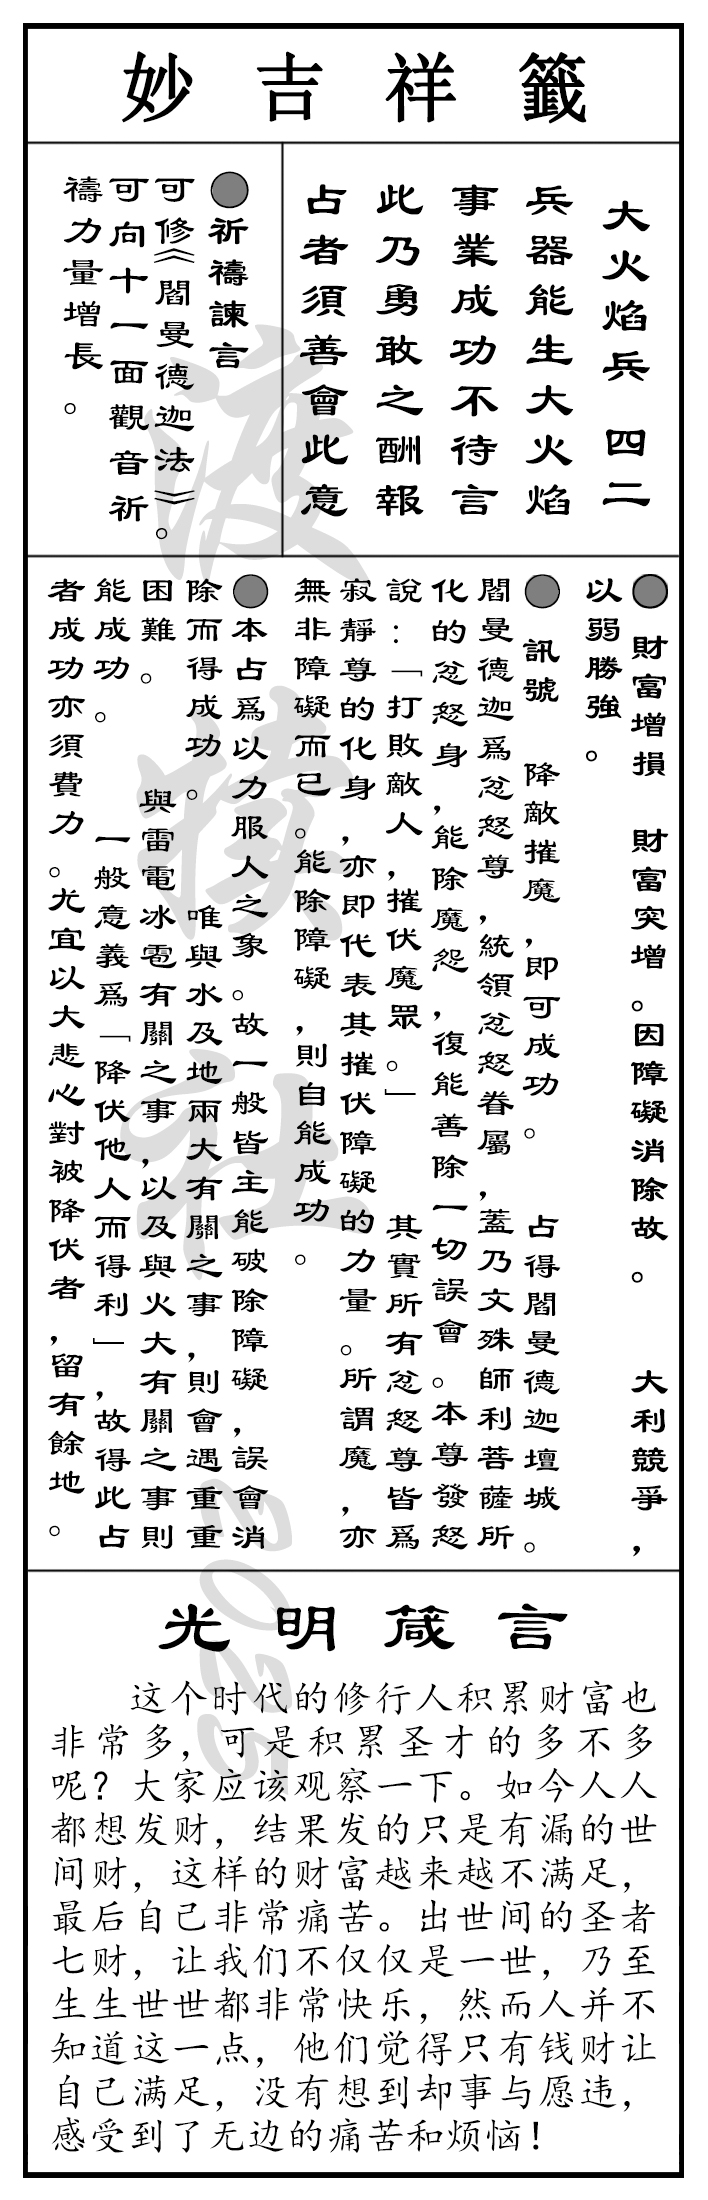 妙吉祥籤
大火焰兵 四二
兵器能生大火焰
事業成功不待言
此乃勇敢之酬報
占者須善會此意
●祈禱諫言
可修《閻曼德迦法》。
可向十一面觀音祈
禱力量增長。
● 財富增損 財富突增。因障礙消除故。 大利競爭，
以弱勝強。
● 訊號 降敵摧魔，即可成功。 占得閻曼德迦壇城。
閻曼德迦爲忿怒尊，統領忿怒眷屬，蓋乃文殊師利菩薩所
化的忿怒身，能除魔怨，復能善除一切誤會。本尊發怒
說：「打敗敵人，摧伏魔眾。」 其實所有忿怒尊皆爲
寂靜尊的化身，亦即代表其摧伏障礙的力量。所謂魔，亦
無非障礙而已。能除障礙，則自能成功。
●本占爲以力服人之象。故一般皆主能破除障礙，誤會消
除而得成功。 唯與水及地兩大有關之事，則會遇重重
困難。 與雷電冰雹有關之事，以及與火大有關之事則
能成功。 一般意義爲「降伏他人而得利」，故得此占
者成功亦須費力。尤宜以大悲心對被降伏者，留有餘地。
渡犢社2025
光明箴言
这个时代的修行人积累财富也
非常多，可是积累圣才的多不多
呢？大家应该观察一下。如今人人
都想发财，结果发的只是有漏的世
间财，这样的财富越来越不满足，
最后自己非常痛苦。出世间的圣者
七财，让我们不仅仅是一世，乃至
生生世世都非常快乐，然而人并不
知道这一点，他们觉得只有钱财让
自己满足，没有想到却事与愿违，
感受到了无边的痛苦和烦恼！